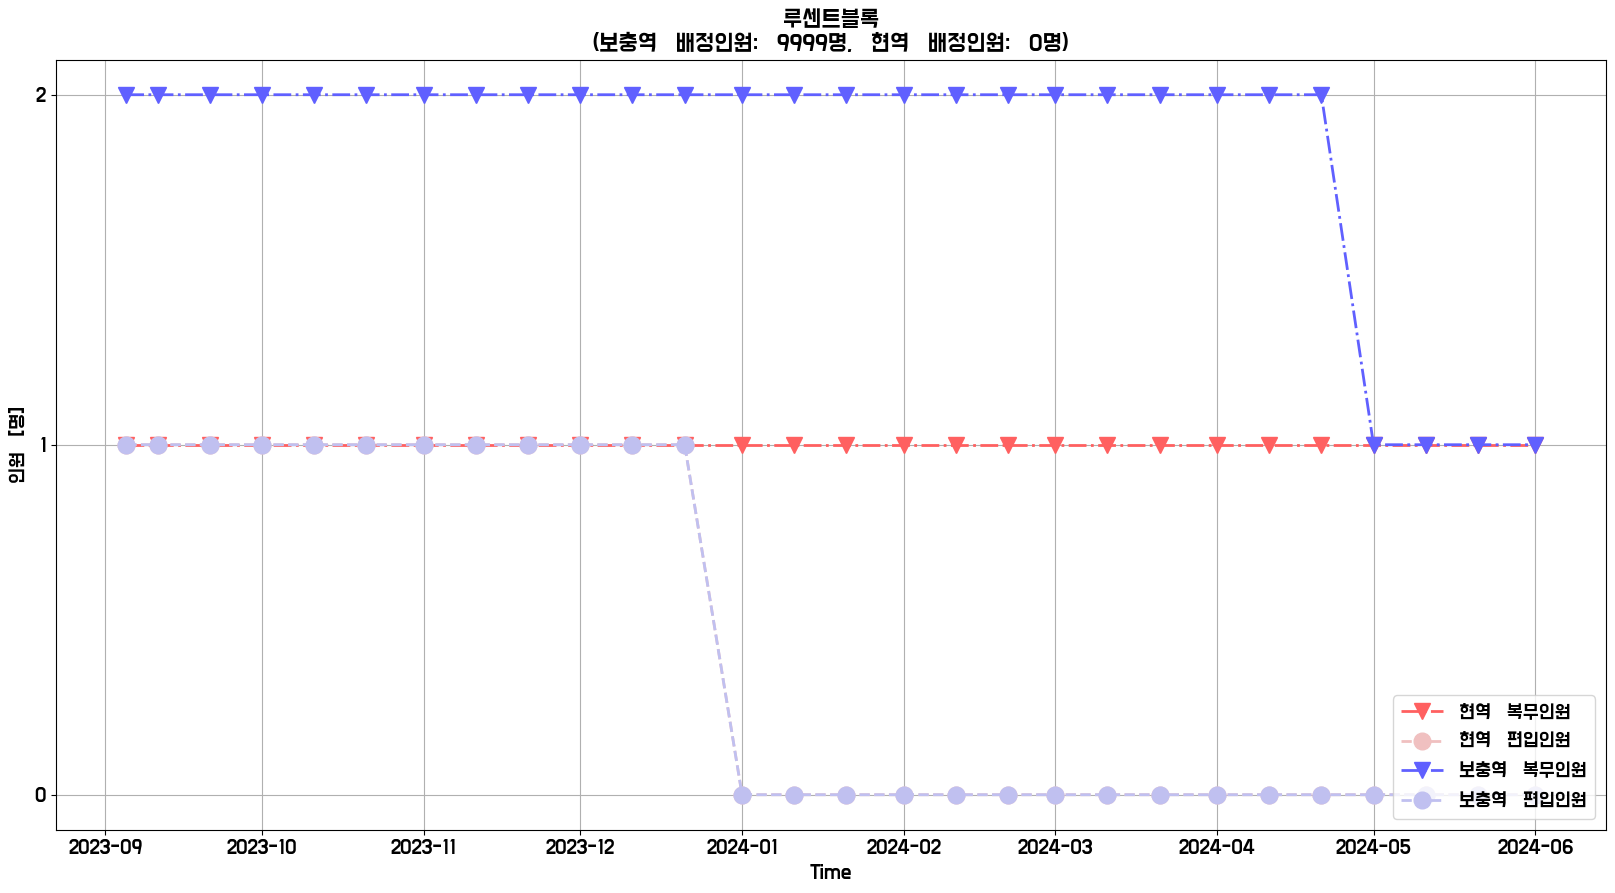 루센트블록
(보충역 배정인원: 9999명, 현역 배정인원: 0명)
2
1
0
인원 [명]
2023-09 2023-10 2023-11 2023-12 2024-01 2024-02 2024-03 2024-04 2024-05 2024-06
Time
현역 복무인원
현역 편입인원
보충역 복무인원
보충역 편입인원